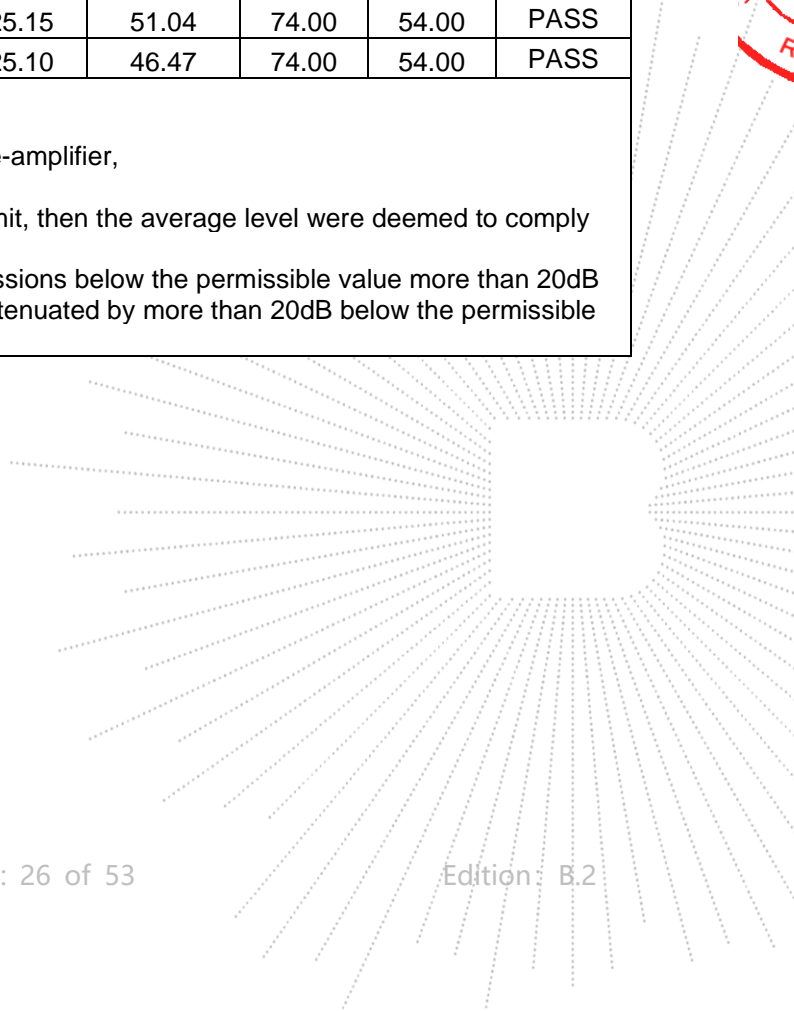 25.15 51.04 74.00 54.00 PASS
25.10 46.47 74.00 54.00 PASS
e-amplifier,
mit, then the average level were deemed to comply
ssions below the permissible value more than 20dB
tenuated by more than 20dB below the permissible
: 26 of 53 Edition: B.2